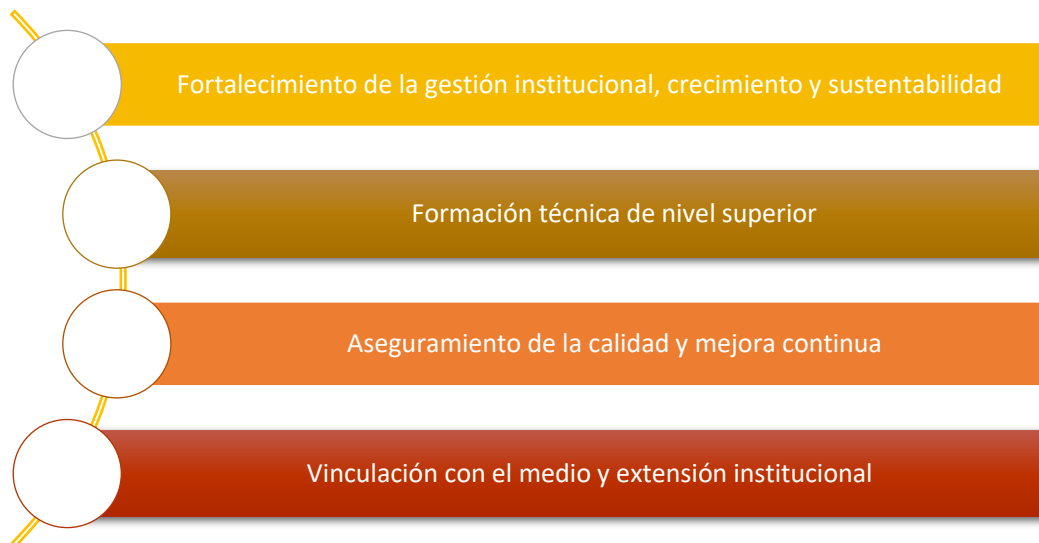 Fortalecimiento de la gestión institucional, crecimiento y sustentabilidad
Formación técnica de nivel superior
Aseguramiento de la calidad y mejora continua
Vinculación con el medio y extensión institucional